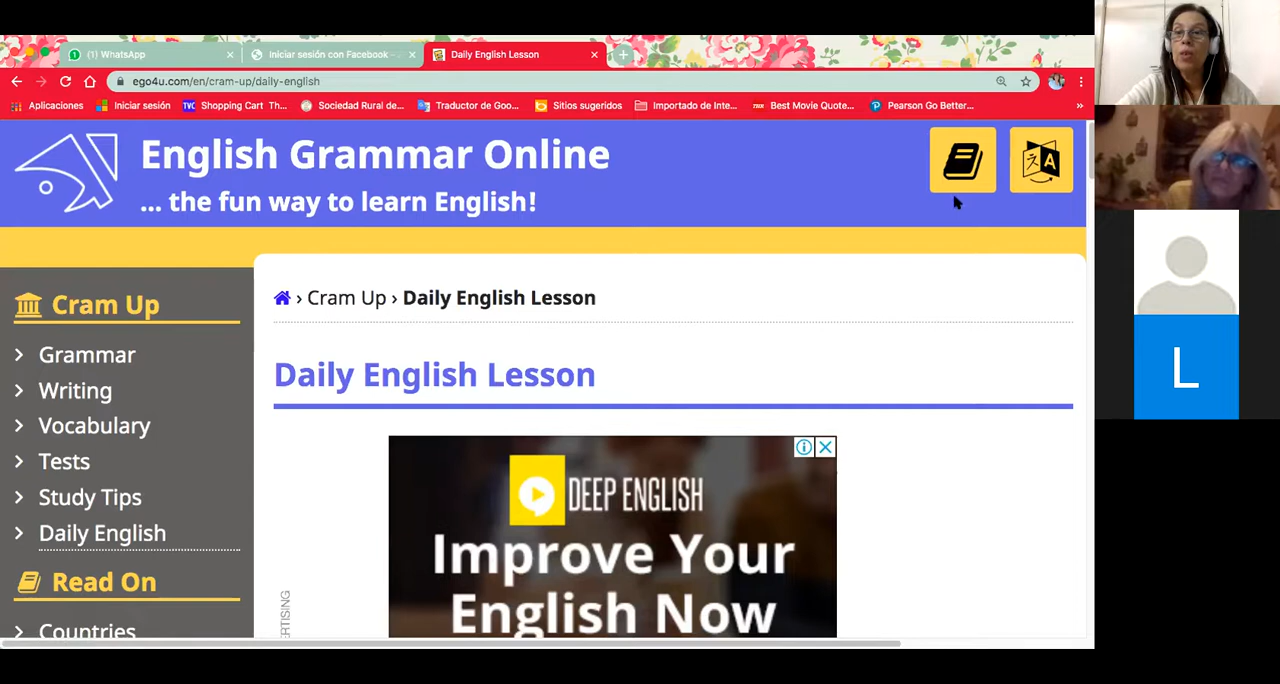 (1) WhatsApp
Iniciar sesión con Facebook -
Daily English Lesson
ego4u.com/en/cram-up/daily-english
Aplicaciones
Iniciar sesión
TVC Shopping Cart Th...
Sociedad Rural de...
Traductor de Goo...
Sitios sugeridos
Importado de Inte...
Best Movie Quote...
Pearson Go Better...
English Grammar Online
... the fun way to learn English!
Cram Up
Grammar
Writing
Vocabulary
Tests
Study Tips
Daily English
Read On
Countries
› Cram Up › Daily English Lesson
Daily English Lesson
DEEP ENGLISH
Improve Your
English Now
ERTISING
L